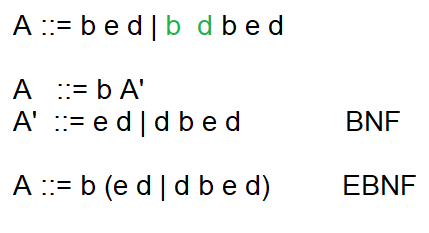 A ::= b e d | b d b e d
A ::= b A'
A' ::= e d | d b e d BNF
A ::= b (e d | d b e d) EBNF